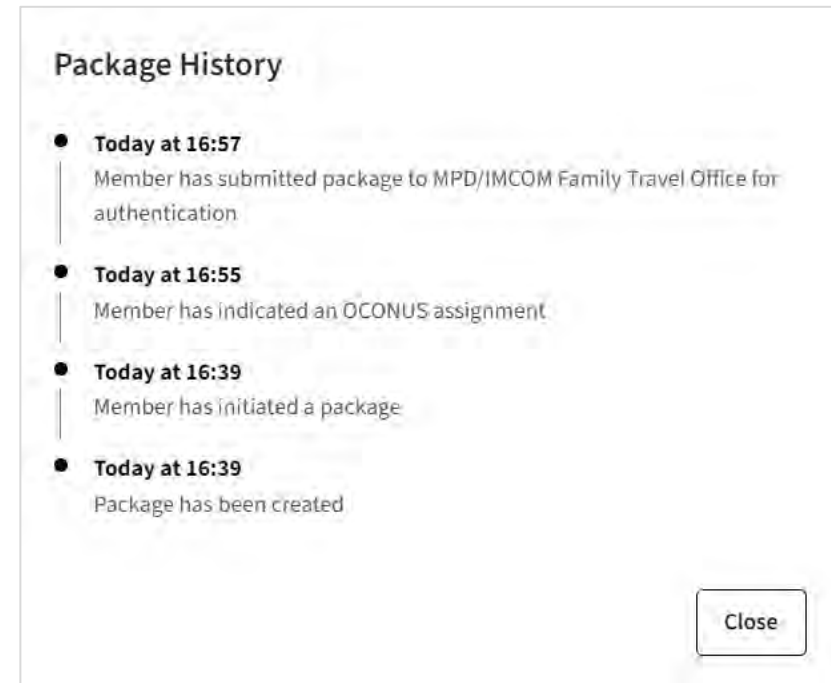 Package History
Today at 16:57
Member has submitted package to MPD/IMCOM Family Travel Office for
authentication
Today at 16:55
Member has indicated an OCONUS assignment
Today at 16:39
Member has initiated a package
Today at 16:39
Package has been created
Close